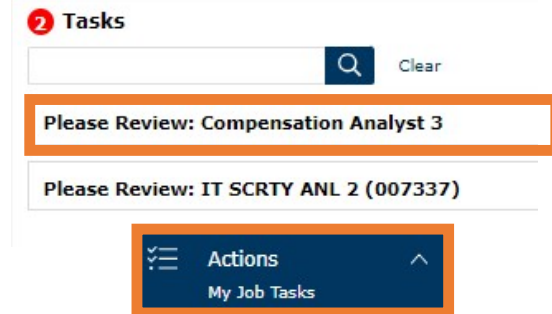 2 Tasks
Clear
Please Review: Compensation Analyst 3
Please Review: IT SCRTY ANL 2 (007337)
Actions
My Job Tasks